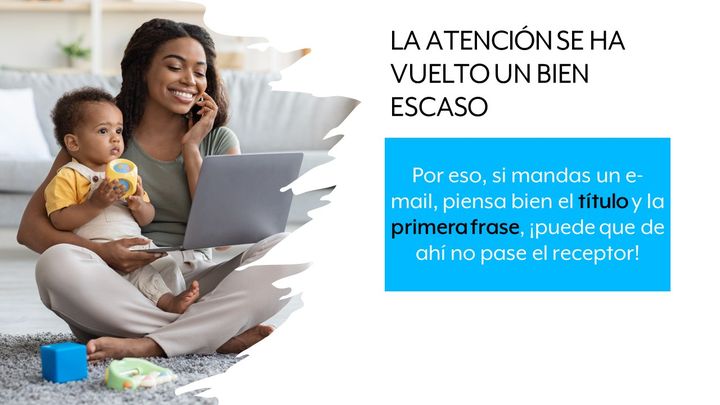 LA ATENCIÓN SE HA
VUELTO UN BIEN
ESCASO
Por eso, si mandas un e-
mail, piensa bien el título y la
primera frase, ¡puede que de
ahí no pase el receptor!